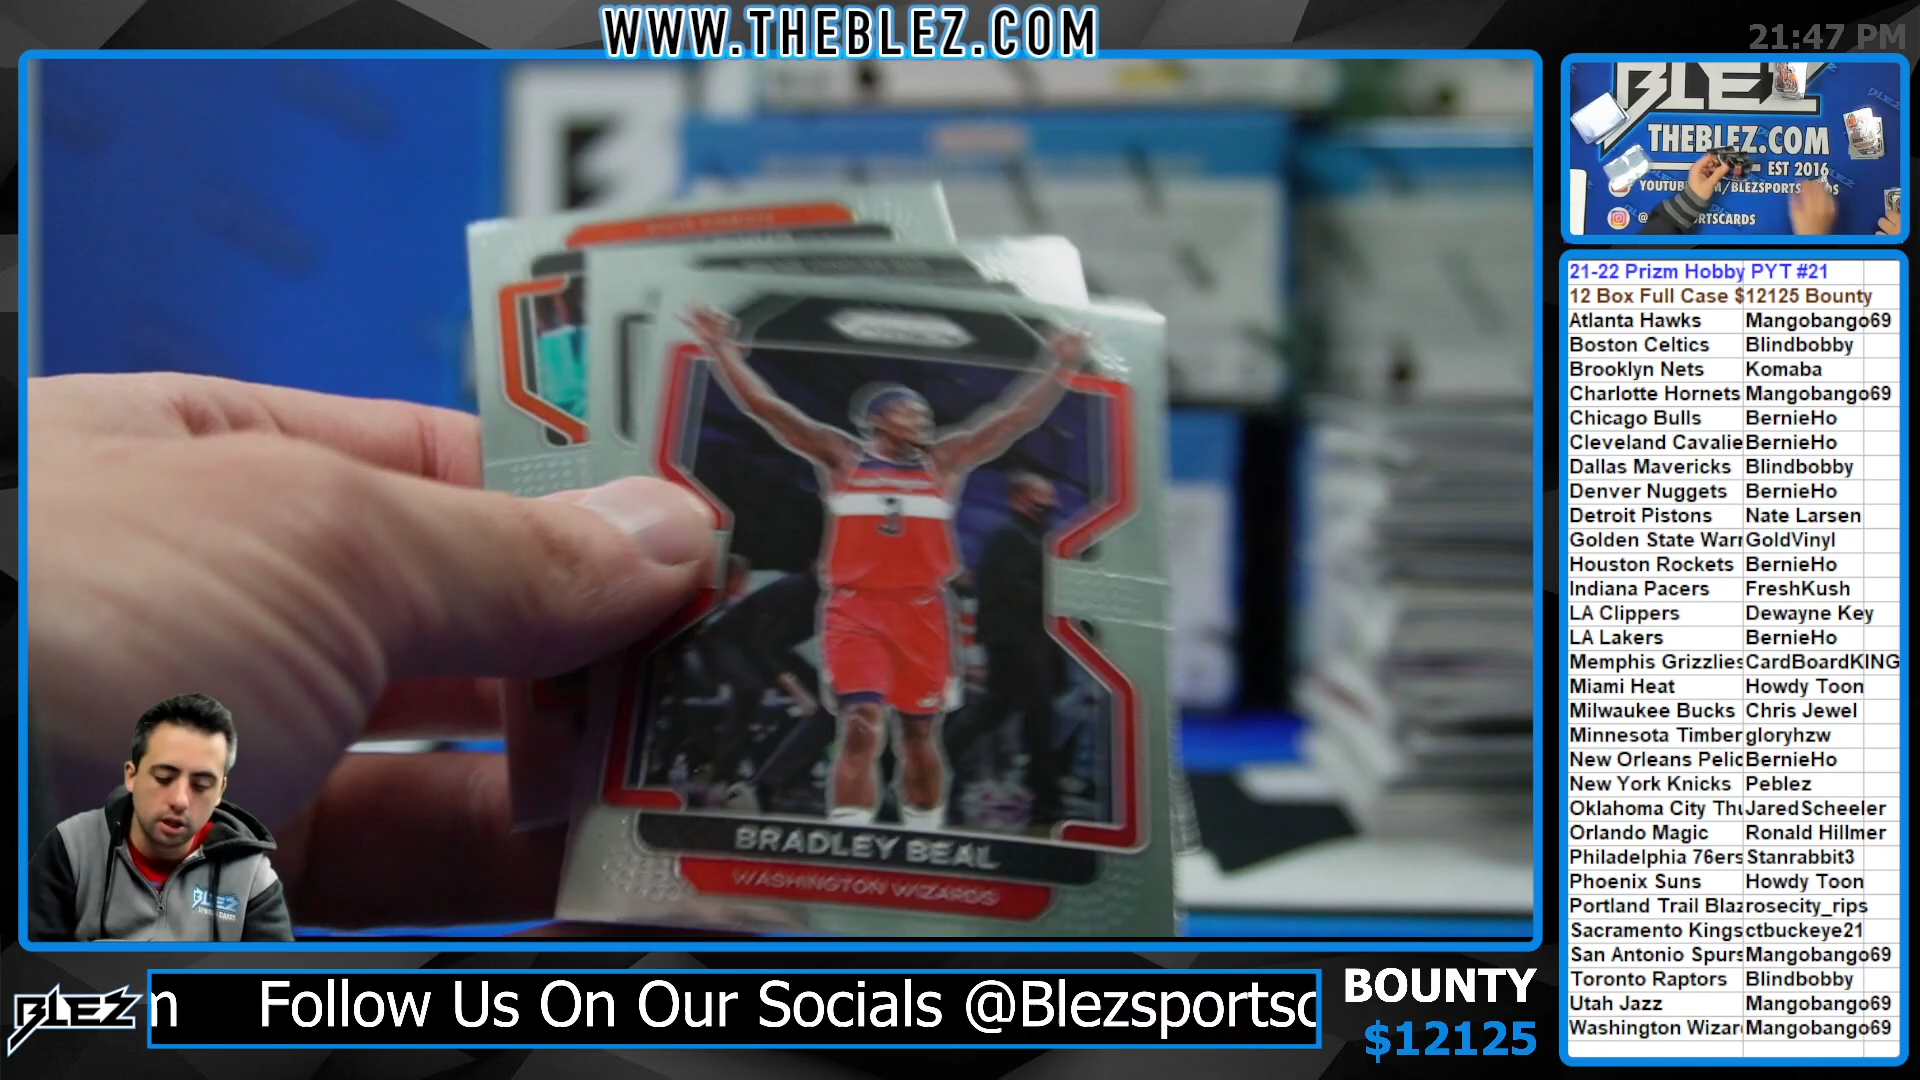 WWW.THEBLEZ.COM
21:47 PM
BLEZ
THEBLEZ.COM
EST 2016
BRADLEY BEAL
WASHINGTON WIZARDS
3
BLEZ
21-22 Prizm Hobby PYT #21
12 Box Full Case $12125 Bounty
Atlanta Hawks Mangobango69
Boston Celtics Blindbobby
Brooklyn Nets Komaba
Charlotte Hornets Mangobango69
Chicago Bulls BernieHo
Cleveland Cavalie BernieHo
Dallas Mavericks Blindbobby
Denver Nuggets BernieHo
Detroit Pistons Nate Larsen
Golden State Warr GoldVinyl
Houston Rockets BernieHo
Indiana Pacers FreshKush
LA Clippers Dewayne Key
LA Lakers BernieHo
Memphis Grizzlies CardBoardKING
Miami Heat Howdy Toon
Milwaukee Bucks Chris Jewel
Minnesota Timber gloryhzw
New Orleans Pelic BernieHo
New York Knicks Peblez
Oklahoma City Thu JaredScheeler
Orlando Magic Ronald Hillmer
Philadelphia 76ers Stanrabbit3
Phoenix Suns Howdy Toon
Portland Trail Blaz rosecity_rips
Sacramento Kings ctbuckeye21
San Antonio Spurs Mangobango69
Toronto Raptors Blindbobby
Utah Jazz Mangobango69
Washington Wizar Mangobango69
BLEZ
m Follow Us On Our Socials @Blezsportsc
BOUNTY
$12125